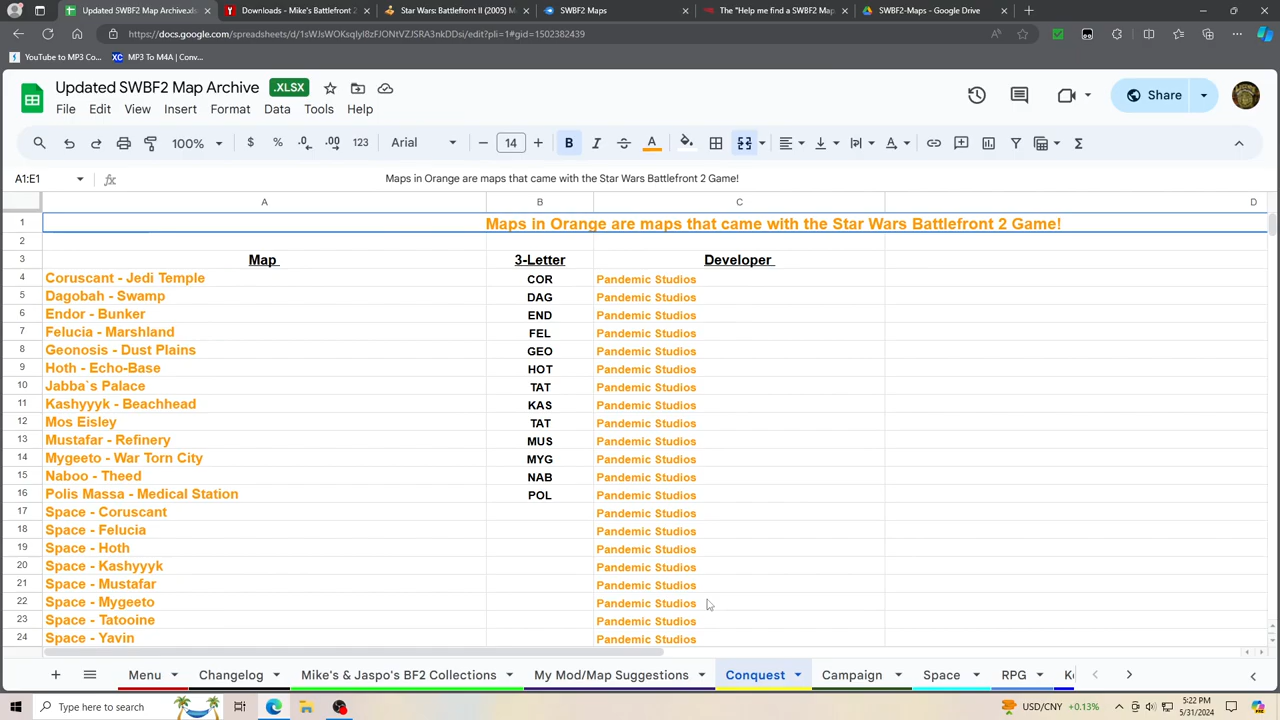 Updated SWBF2 Map Archive.xls:
Downloads - Mike's Battlefront 2
Star Wars Battlefront II (2005) M
SWBF2 Maps
The "Help me find a SWBF2 Map
SWBF2-Maps - Google Drive
https://docs.google.com/spreadsheets/d/1sWJsWOKsqIyl8zFJONtVZJSRA3nkDDsi/edit?pli=1#gid=1502382439
YouTube to MP3 Co...
XC MP3 To M4A | Conv...
Updated SWBF2 Map Archive .XLSX
File Edit View Insert Format Data Tools Help
Share
100% $ % .0 .00 123 Arial 14 B I
A1:E1 fx Maps in Orange are maps that came with the Star Wars Battlefront 2 Game!
A B C D
1 Maps in Orange are maps that came with the Star Wars Battlefront 2 Game!
2
3 Map 3-Letter Developer
4 Coruscant - Jedi Temple COR Pandemic Studios
5 Dagobah - Swamp DAG Pandemic Studios
6 Endor - Bunker END Pandemic Studios
7 Felucia - Marshland FEL Pandemic Studios
8 Geonosis - Dust Plains GEO Pandemic Studios
9 Hoth - Echo-Base HOT Pandemic Studios
10 Jabba`s Palace TAT Pandemic Studios
11 Kashyyyk - Beachhead KAS Pandemic Studios
12 Mos Eisley TAT Pandemic Studios
13 Mustafar - Refinery MUS Pandemic Studios
14 Mygeeto - War Torn City MYG Pandemic Studios
15 Naboo - Theed NAB Pandemic Studios
16 Polis Massa - Medical Station POL Pandemic Studios
17 Space - Coruscant Pandemic Studios
18 Space - Felucia Pandemic Studios
19 Space - Hoth Pandemic Studios
20 Space - Kashyyyk Pandemic Studios
21 Space - Mustafar Pandemic Studios
22 Space - Mygeeto Pandemic Studios
23 Space - Tatooine Pandemic Studios
24 Space - Yavin Pandemic Studios
Menu Changelog Mike's & Jaspo's BF2 Collections My Mod/Map Suggestions Conquest Campaign Space RPG
Type here to search
USD/CNY +0.13%
5:22 PM
5/31/2024